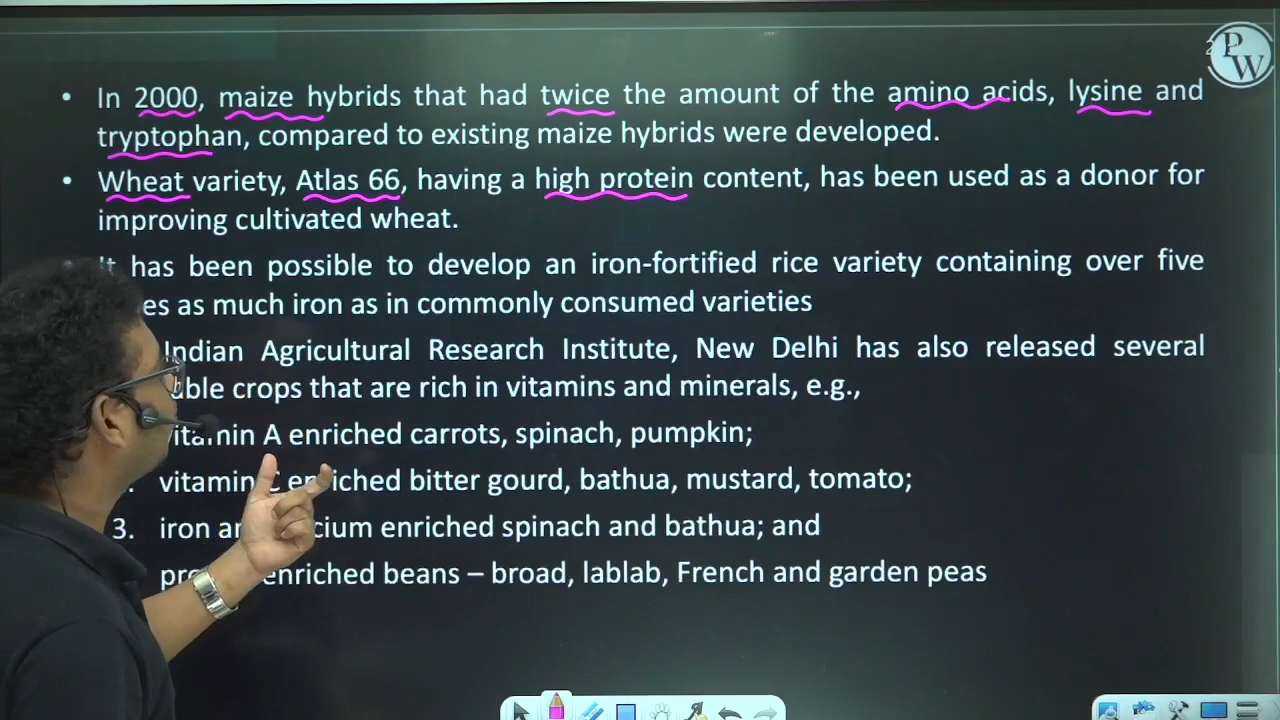 PW
• In 2000, maize hybrids that had twice the amount of the amino acids, lysine and
tryptophan, compared to existing maize hybrids were developed.
• Wheat variety, Atlas 66, having a high protein content, has been used as a donor for
improving cultivated wheat.
It has been possible to develop an iron-fortified rice variety containing over five
as much iron as in commonly consumed varieties
Indian Agricultural Research Institute, New Delhi has also released several
crops that are rich in vitamins and minerals, e.g.,
vitamin A enriched carrots, spinach, pumpkin;
vitamin C enriched bitter gourd, bathua, mustard, tomato;
3. iron enriched spinach and bathua; and
enriched beans – broad, lablab, French and garden peas